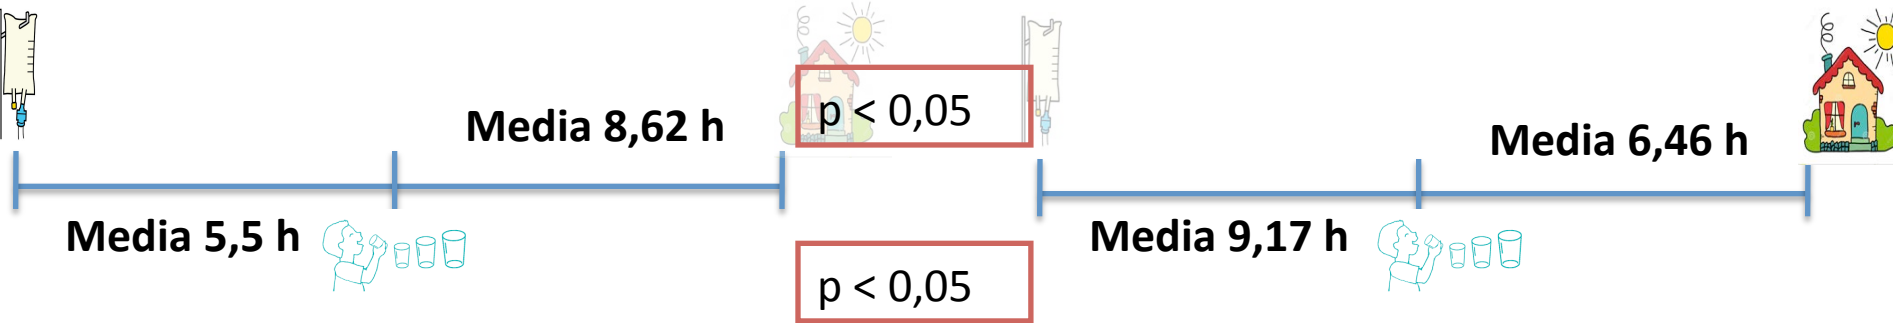 Media 8,62 h
p < 0,05
Media 6,46 h
Media 5,5 h
Media 9,17 h
p < 0,05